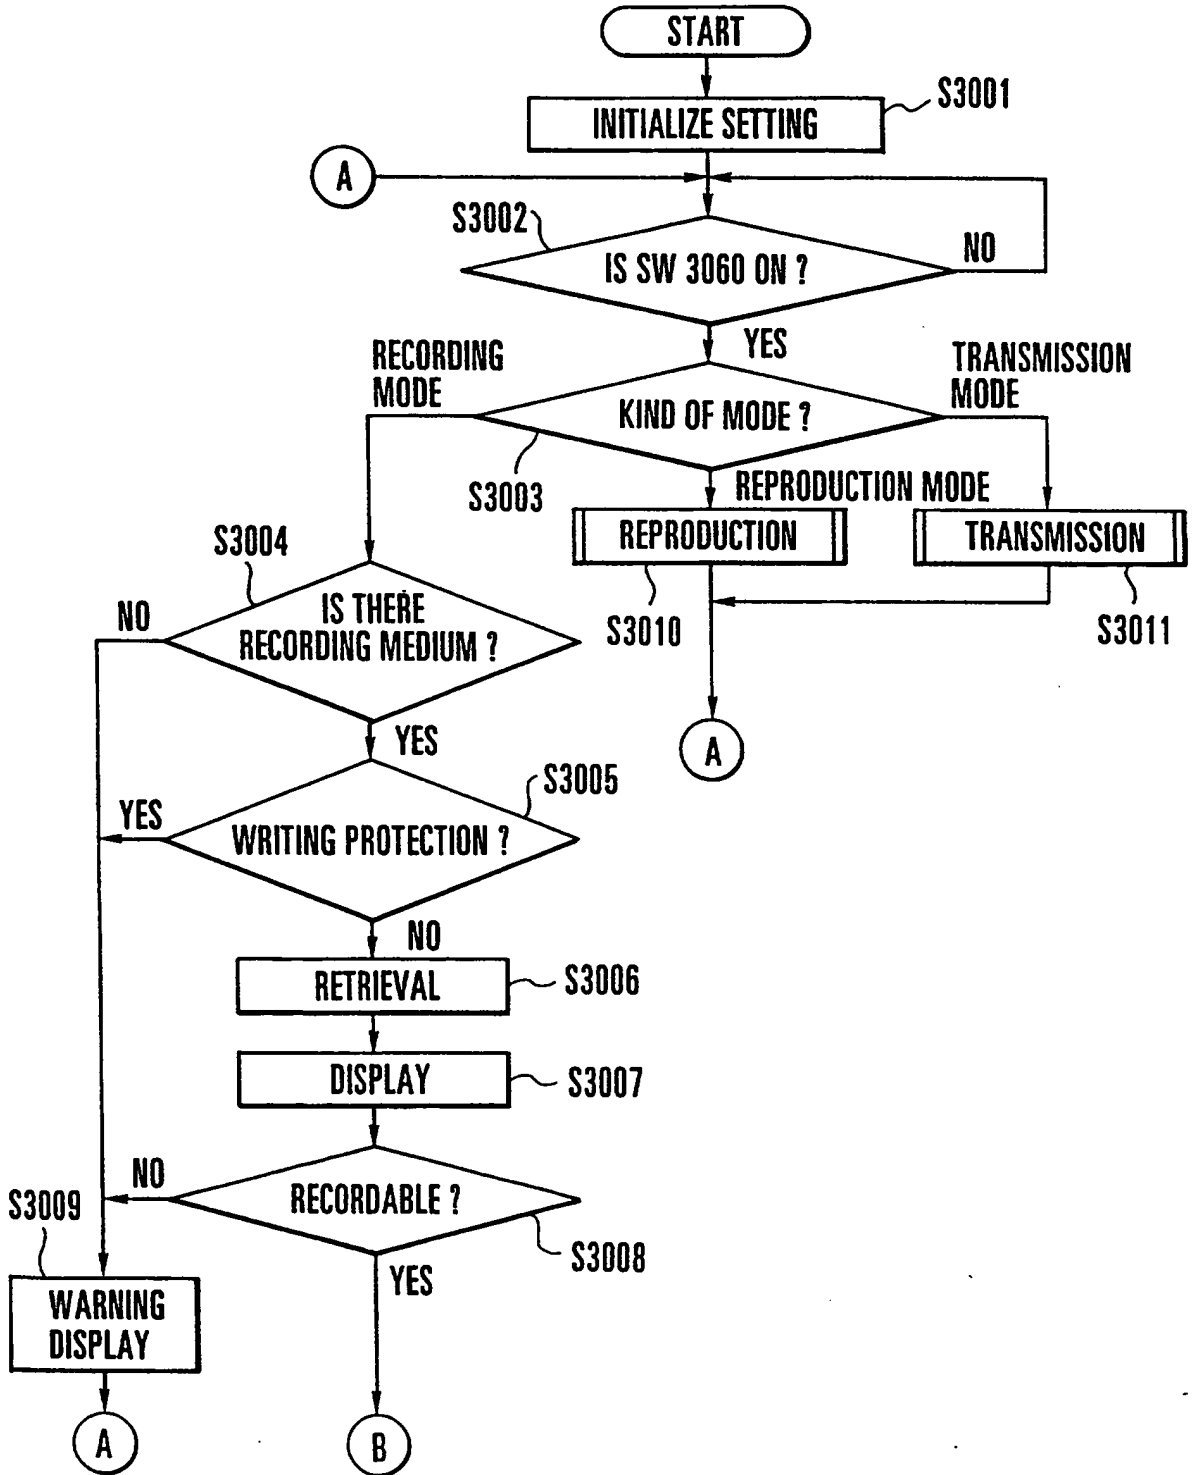 START
S3001
INITIALIZE SETTING
A
S3002
NO
IS SW 3060 ON ?
YES
RECORDING
MODE
TRANSMISSION
MODE
KIND OF MODE ?
S3003
REPRODUCTION MODE
REPRODUCTION
TRANSMISSION
S3004
S3010
S3011
NO
IS THERE
RECORDING MEDIUM ?
YES
A
S3005
YES
WRITING PROTECTION ?
NO
RETRIEVAL
S3006
DISPLAY
S3007
NO
RECORDABLE ?
S3009
S3008
YES
WARNING
DISPLAY
A
B